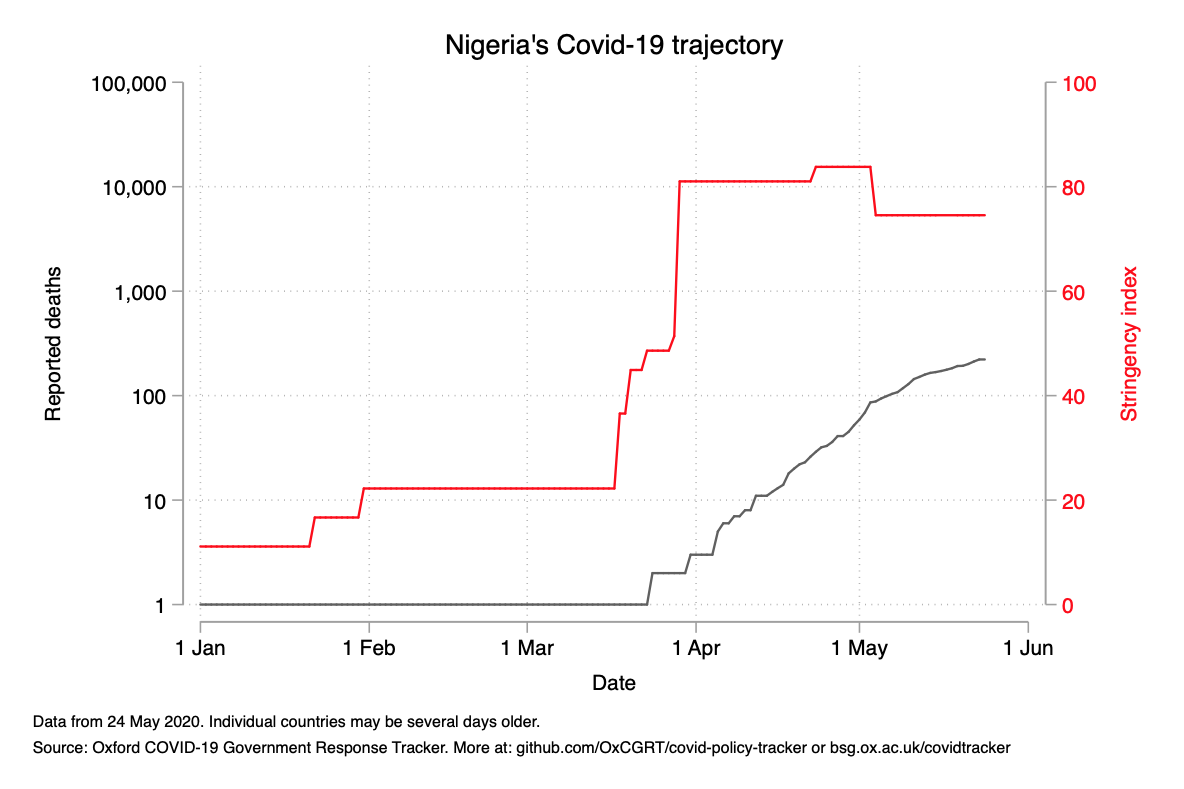 Nigeria's Covid-19 trajectory
100,000
10,000
1,000
100
10
1
Reported deaths
100
80
60
40
20
0
Stringency index
1 Jan
1 Feb
1 Mar
1 Apr
1 May
1 Jun
Date
Data from 24 May 2020. Individual countries may be several days older.
Source: Oxford COVID-19 Government Response Tracker. More at: github.com/OxCGRT/covid-policy-tracker or bsg.ox.ac.uk/covidtracker